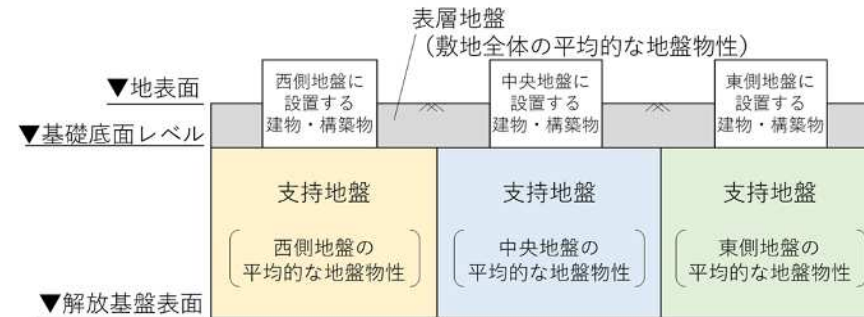 表層地盤
（敷地全体の平均的な地盤物性）
▼地表面
西側地盤に
設置する
建物・構築物
中央地盤に
設置する
建物・構築物
東側地盤に
設置する
建物・構築物
▼基礎底面レベル
支持地盤
西側地盤の
平均的な地盤物性
支持地盤
中央地盤の
平均的な地盤物性
支持地盤
東側地盤の
平均的な地盤物性
▼解放基盤表面